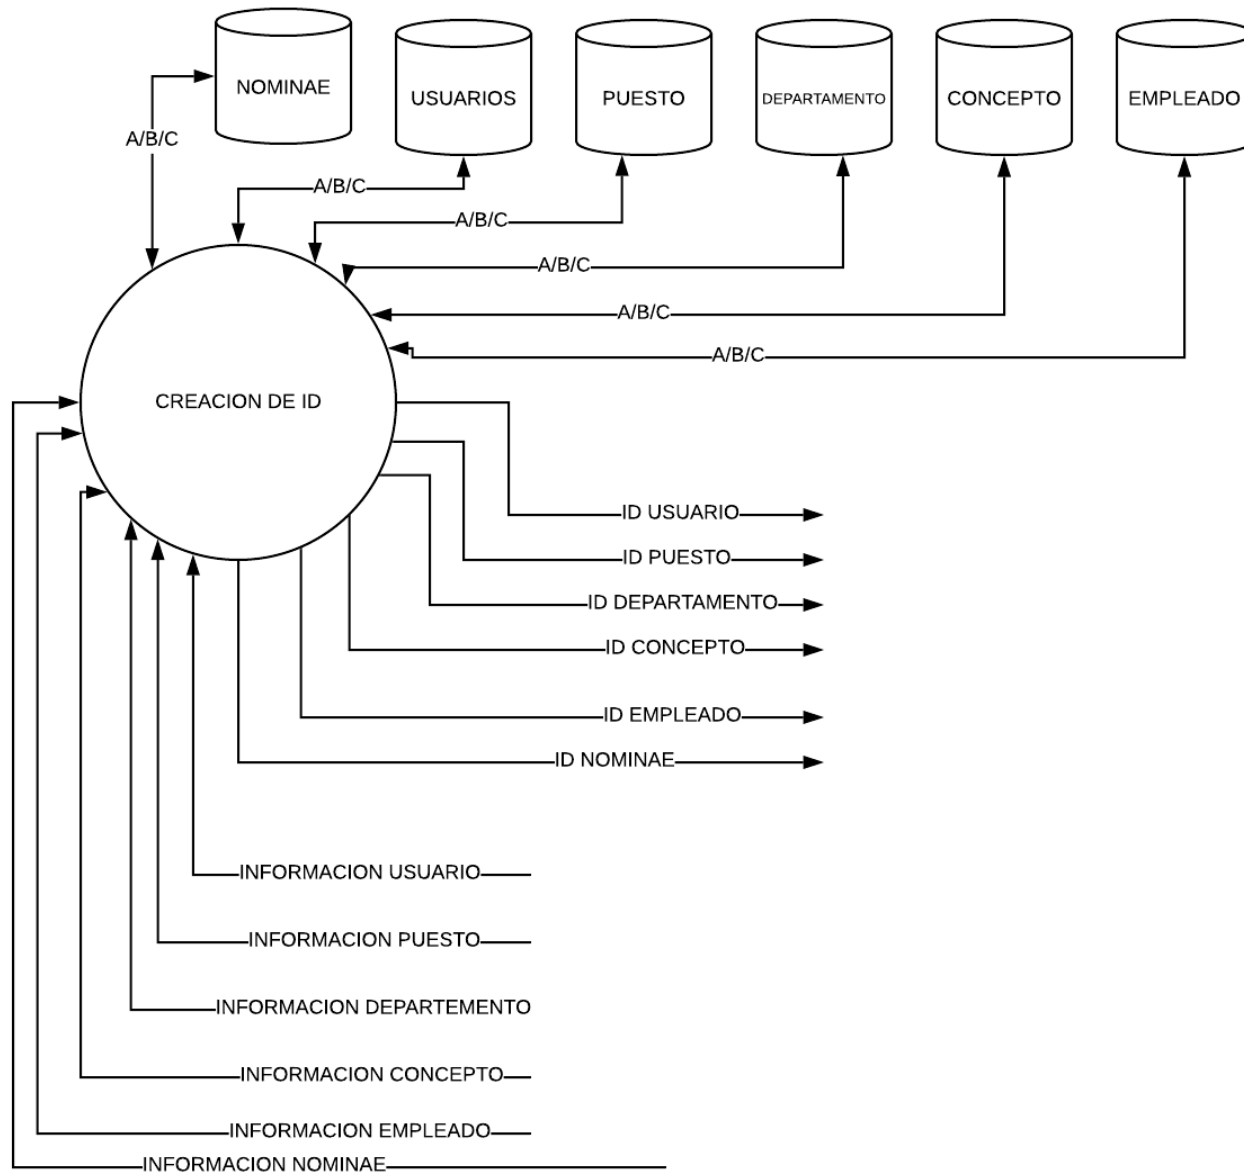 NOMINAE
USUARIOS
PUESTO
DEPARTAMENTO
CONCEPTO
EMPLEADO
A/B/C
A/B/C
A/B/C
A/B/C
A/B/C
A/B/C
CREACION DE ID
ID USUARIO
ID PUESTO
ID DEPARTAMENTO
ID CONCEPTO
ID EMPLEADO
ID NOMINAE
INFORMACION USUARIO
INFORMACION PUESTO
INFORMACION DEPARTEMENTO
INFORMACION CONCEPTO
INFORMACION EMPLEADO
INFORMACION NOMINAE